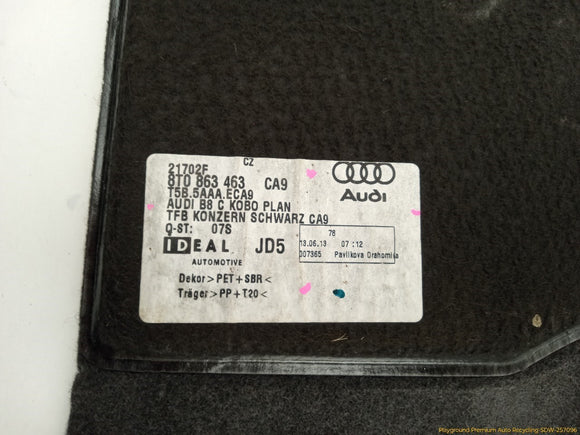 21702F
CZ
8T0 863 463 CA9
T5B.5AAA.ECA9
AUDI B8 C KOBO PLAN
TFB KONZERN SCHWARZ CA9
Q-ST: 07S
Audi
IDEAL JD5
AUTOMOTIVE
78
13.06.13 07:12
007365 Pavlikova Drahomira
Dekor>PET+SBR<
Träger>PP+T20<
Playground Premium Auto Recycling SDW-257096